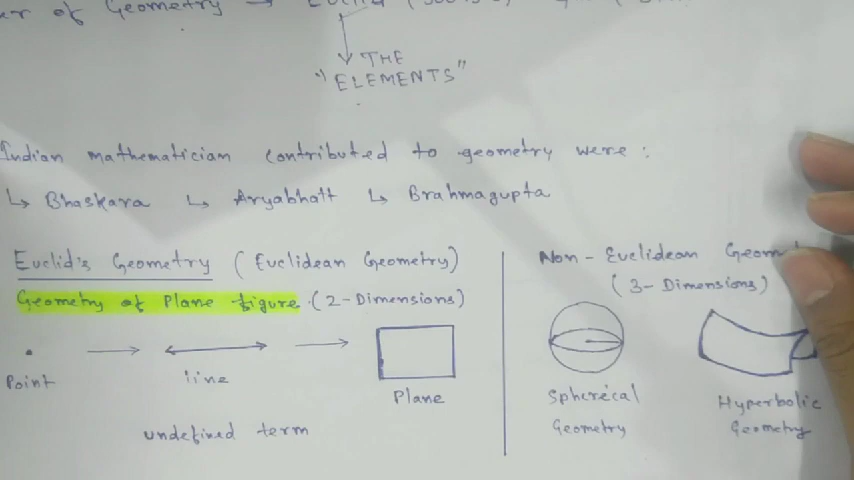 of Geometry → Euclid
"THE
ELEMENTS"
Indian mathematician contributed to geometry were :
↳ Bhaskara ↳ Aryabhatt ↳ Brahmagupta
Euclid's Geometry (Euclidean Geometry)
Geometry of Plane figure (2-Dimensions)
Point
line
Plane
undefined term
Non-Euclidean
(3-Dimensions)
Spherical
Geometry
Hyperbolic
Geometry